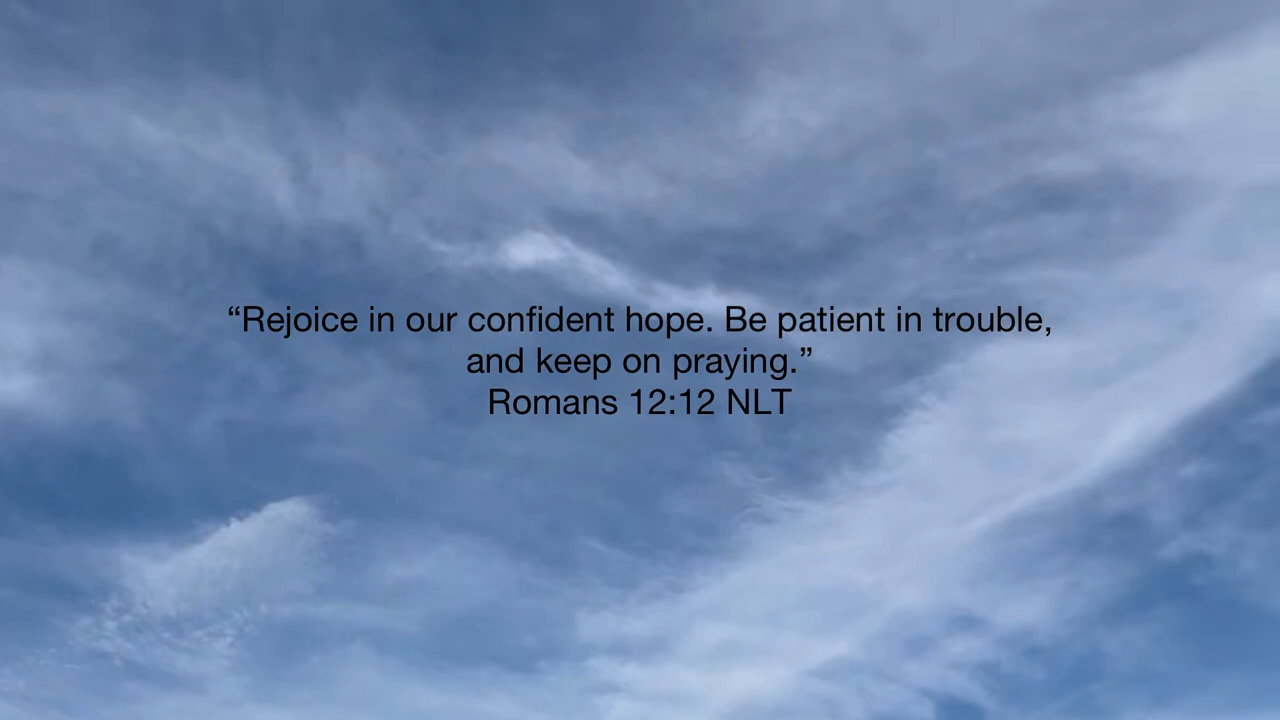 “Rejoice in our confident hope. Be patient in trouble,
and keep on praying.”
Romans 12:12 NLT